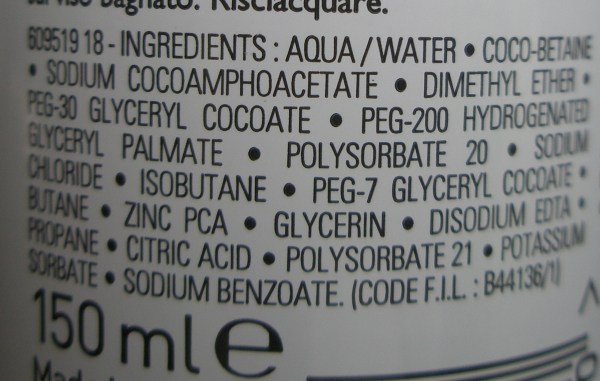 Bagnato. Risciacquare.
609519 18 - INGREDIENTS : AQUA / WATER • COCO-BETAINE
• SODIUM COCOAMPHOACETATE • DIMETHYL ETHER •
PEG-30 GLYCERYL COCOATE • PEG-200 HYDROGENATED
GLYCERYL PALMATE • POLYSORBATE 20 • SODIUM
CHLORIDE • ISOBUTANE • PEG-7 GLYCERYL COCOATE •
BUTANE • ZINC PCA • GLYCERIN • DISODIUM EDTA •
PROPANE • CITRIC ACID • POLYSORBATE 21 • POTASSIUM
SORBATE • SODIUM BENZOATE. (CODE F.I.L. : B44136/1)
150 ml e